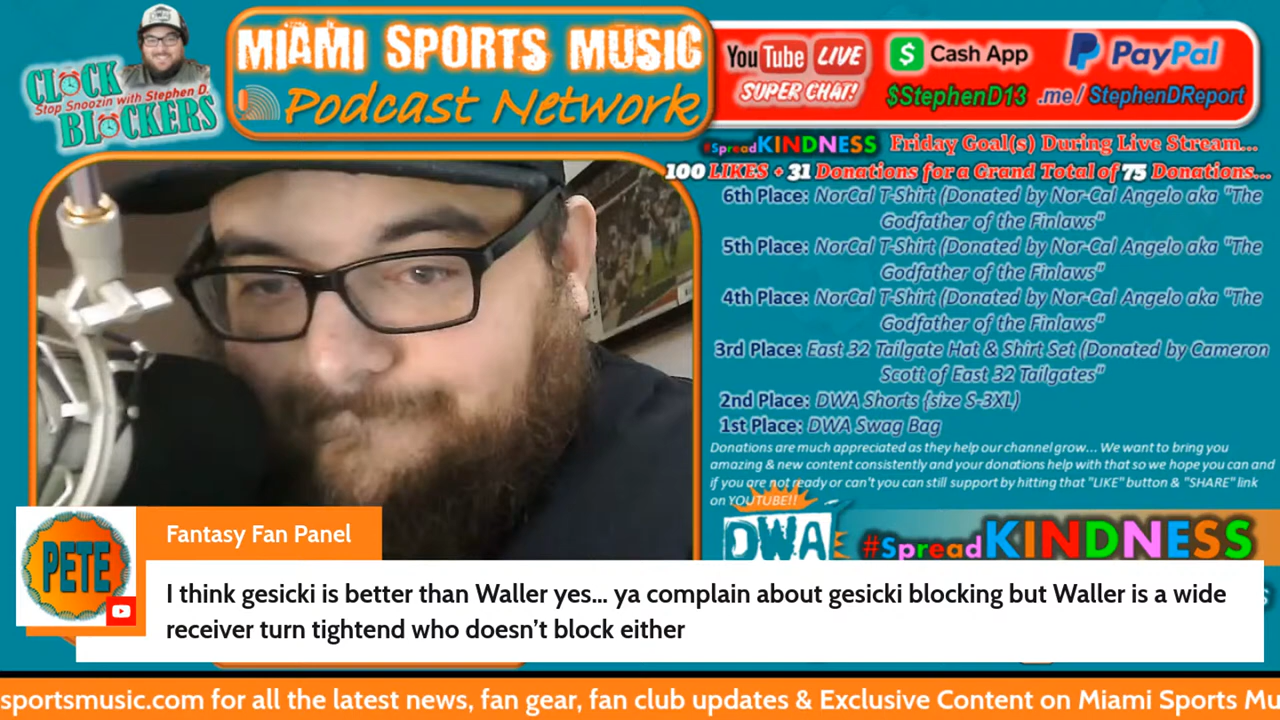 DWA
CLOCK
Stop Snoozin with Stephen D.
BLOCKERS
MIAMI SPORTS MUSIC
Podcast Network
YouTube LIVE
SUPER CHAT!
$ Cash App
$StephenD13
PayPal
.me/StephenDReport
#SpreadKINDNESS Friday Goal(s) During Live Stream...
100 LIKES + 31 Donations for a Grand Total of 75 Donations...
6th Place: NorCal T-Shirt (Donated by Nor-Cal Angelo aka "The
Godfather of the Finlaws"
5th Place: NorCal T-Shirt (Donated by Nor-Cal Angelo aka "The
Godfather of the Finlaws"
4th Place: NorCal T-Shirt (Donated by Nor-Cal Angelo aka "The
Godfather of the Finlaws"
3rd Place: East 32 Tailgate Hat & Shirt Set (Donated by Cameron
Scott of East 32 Tailgates"
2nd Place: DWA Shorts {size S-3XL)
1st Place: DWA Swag Bag
Donations are much appreciated as they help our channel grow... We want to bring you
amazing & new content consistently and your donations help with that so we hope you can and
if you are not ready or can't you can still support by hitting that "LIKE" button & "SHARE" link
on YOUTUBE!!
DWA
#SpreadKINDNESS
PETE
Fantasy Fan Panel
I think gesicki is better than Waller yes... ya complain about gesicki blocking but Waller is a wide
receiver turn tightend who doesn't block either
sportsmusic.com for all the latest news, fan gear, fan club updates & Exclusive Content on Miami Sports Mu